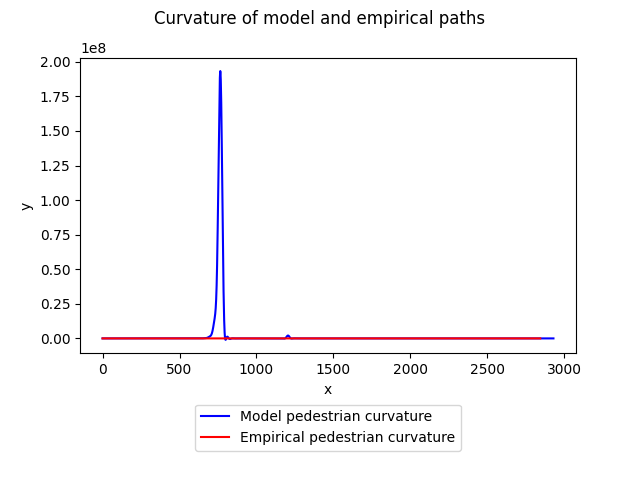 Curvature of model and empirical paths
1e8
2.00
1.75
1.50
1.25
1.00
0.75
0.50
0.25
0.00
y
0 500 1000 1500 2000 2500 3000
x
Model pedestrian curvature
Empirical pedestrian curvature